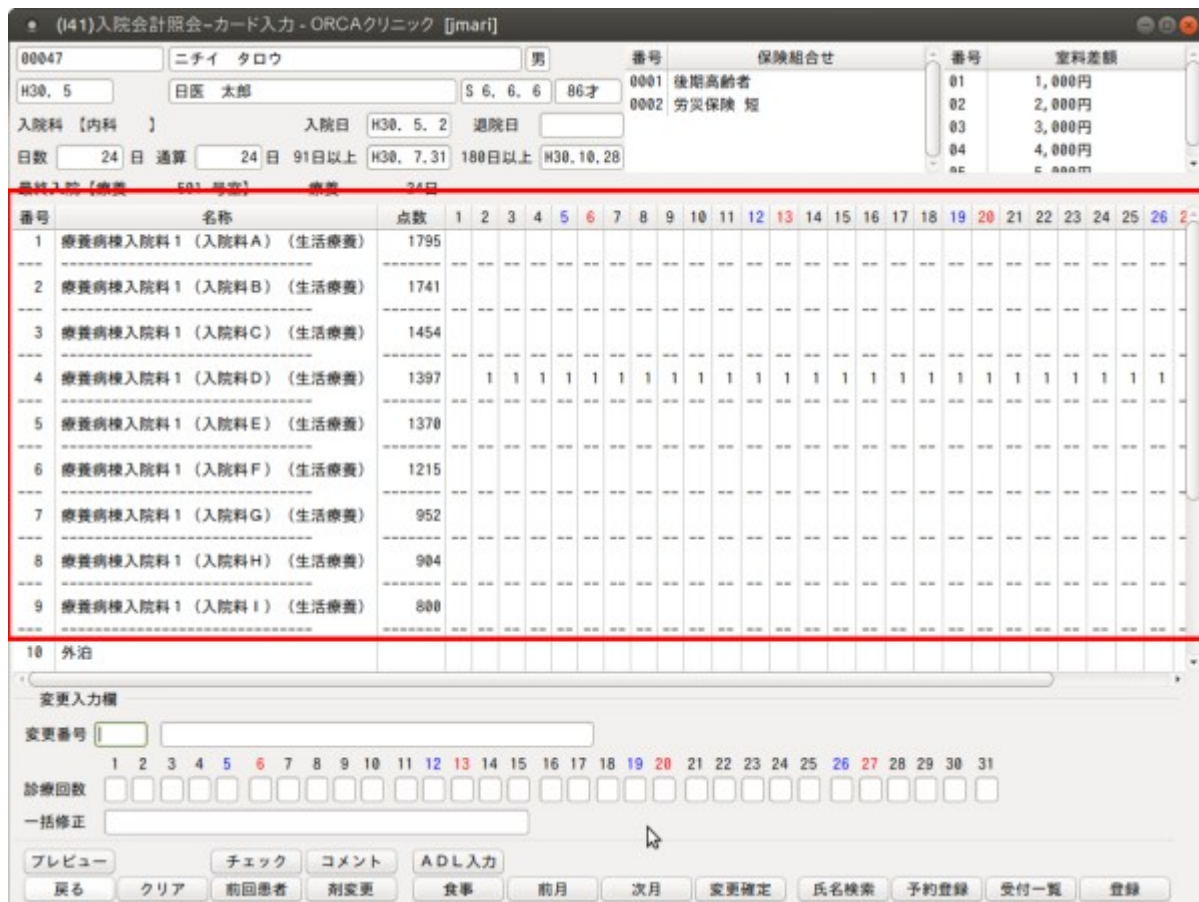 (I41)入院会計照会−カード入力 - ORCAクリニック [jmari]
00047 ニチイ タロウ 男 番号 保険組合せ 番号 室料差額
H30. 5 日医 太郎 S 6. 6. 6 86才 0001 後期高齢者 01 1,000円
0002 労災保険 短 02 2,000円
入院科 【内科 】 入院日 H30. 5. 2 退院日 03 3,000円
日数 24 日 通算 24 日 91日以上 H30. 7.31 180日以上 H30.10.28 04 4,000円
05 5,000円
最終入院【療養 501 号室】 療養 24日
番号 名称 点数 1 2 3 4 5 6 7 8 9 10 11 12 13 14 15 16 17 18 19 20 21 22 23 24 25 26 2
1 療養病棟入院料1(入院料A)(生活療養) 1795
2 療養病棟入院料1(入院料B)(生活療養) 1741
3 療養病棟入院料1(入院料C)(生活療養) 1454
4 療養病棟入院料1(入院料D)(生活療養) 1397 1 1 1 1 1 1 1 1 1 1 1 1 1 1 1 1 1 1 1 1 1 1 1 1 1
5 療養病棟入院料1(入院料E)(生活療養) 1370
6 療養病棟入院料1(入院料F)(生活療養) 1215
7 療養病棟入院料1(入院料G)(生活療養) 952
8 療養病棟入院料1(入院料H)(生活療養) 904
9 療養病棟入院料1(入院料I)(生活療養) 800
10 外泊
変更入力欄
変更番号
1 2 3 4 5 6 7 8 9 10 11 12 13 14 15 16 17 18 19 20 21 22 23 24 25 26 27 28 29 30 31
診療回数
一括修正
プレビュー チェック コメント ADL入力
戻る クリア 前回患者 剤変更 食事 前月 次月 変更確定 氏名検索 予約登録 受付一覧 登録